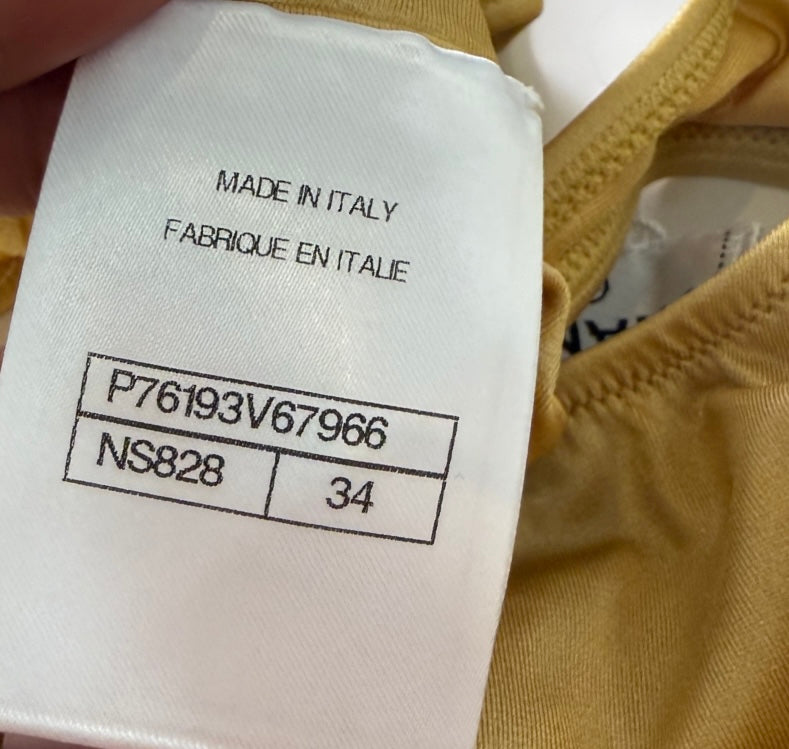 MADE IN ITALY
FABRIQUE EN ITALIE
P76193V67966
NS828 34